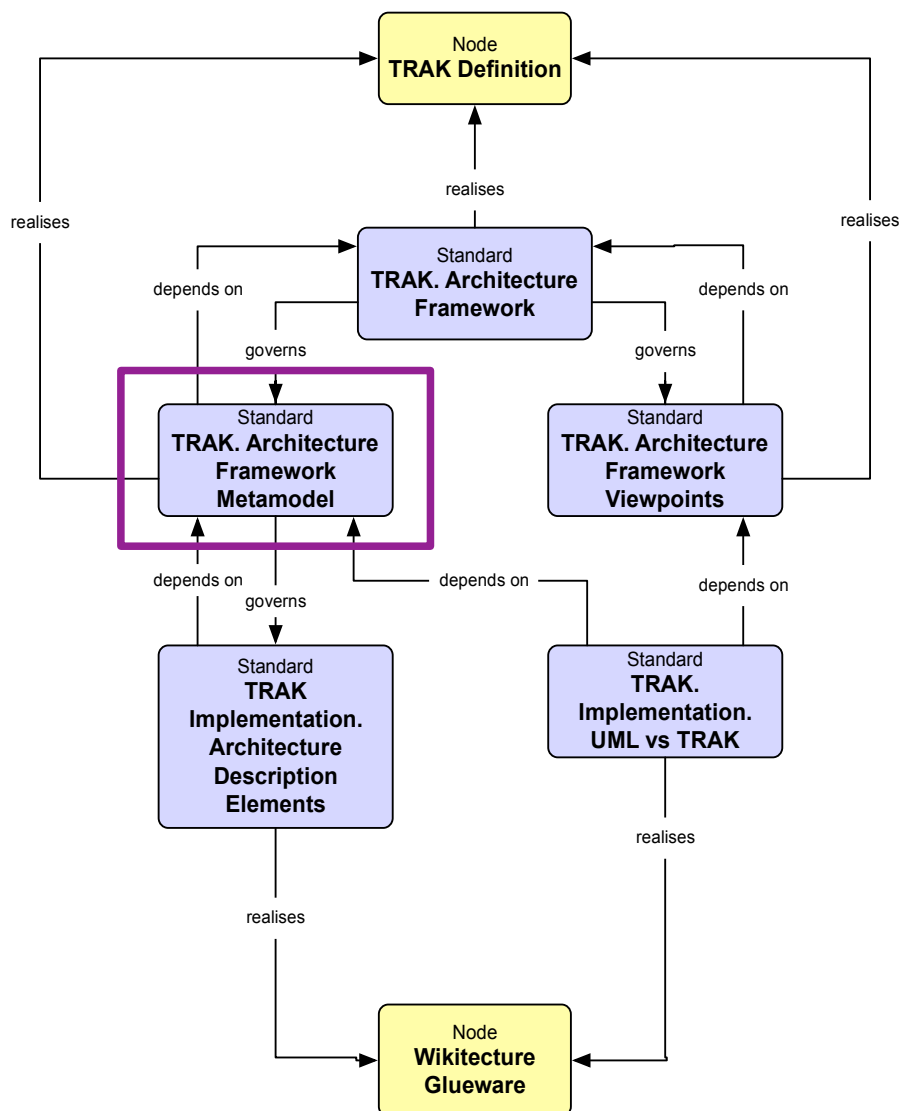 Node
TRAK Definition
realises
realises
realises
Standard
TRAK. Architecture
Framework
depends on
depends on
governs
governs
Standard
TRAK. Architecture
Framework
Metamodel
Standard
TRAK. Architecture
Framework
Viewpoints
depends on
governs
depends on
depends on
Standard
TRAK
Implementation.
Architecture
Description
Elements
Standard
TRAK.
Implementation.
UML vs TRAK
realises
realises
Node
Wikitecture
Glueware